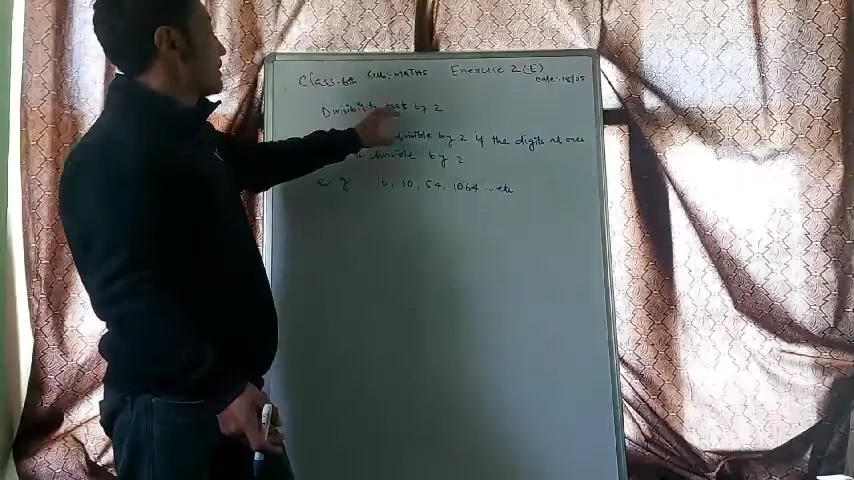 Class-6th Sub:-MATHS Exercise 2(E)
Date:-18/05
Divisibility test by 2
divisible by 2 if the digits at ones
divisible by 2
e g 16, 10, 54, 1064 ... etc